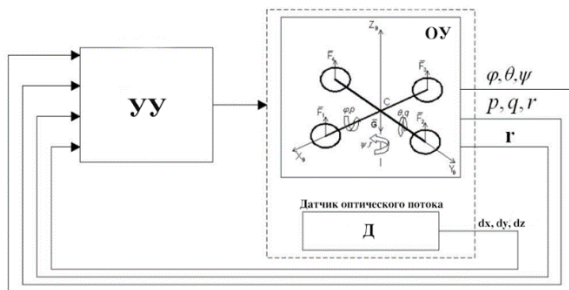 УУ
ОУ
Z
F
F
C
φ,p
θ,q
G
F
F
ψ,r
X
Y
φ,θ,ψ
p, q, r
r
Датчик оптического потока
Д
dx, dy, dz